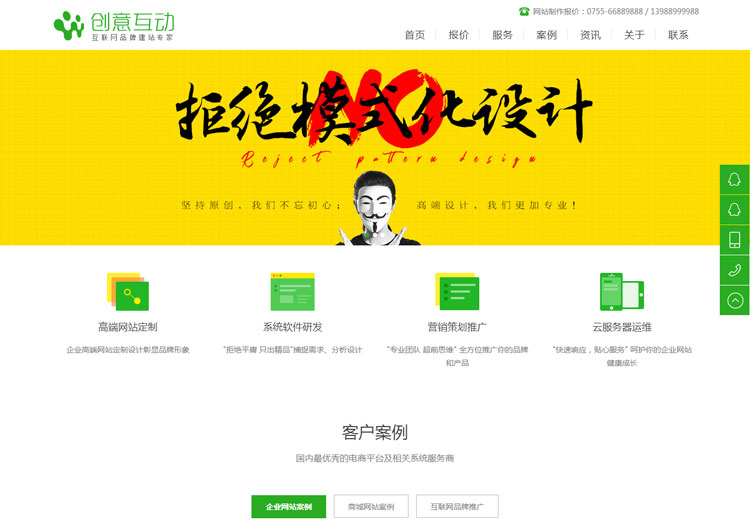 创意互动
互联网品牌建站专家
网站制作报价：0755-66889888 / 13988999988
首页
报价
服务
案例
资讯
关于
联系
NO
拒绝模式化设计
Reject pattern design
坚持原创，我们不忘初心；
高端设计，我们更加专业！
高端网站定制
企业高端网站定制设计彰显品牌形象
系统软件研发
"拒绝平庸 只出精品"捕捉需求、分析设计
营销策划推广
"专业团队 超前思维" 全方位推广你的品牌
和产品
云服务器运维
"快速响应，贴心服务" 呵护你的企业网站
健康成长
客户案例
国内最优秀的电商平台及相关系统服务商
企业网站案例
商城网站案例
互联网品牌推广